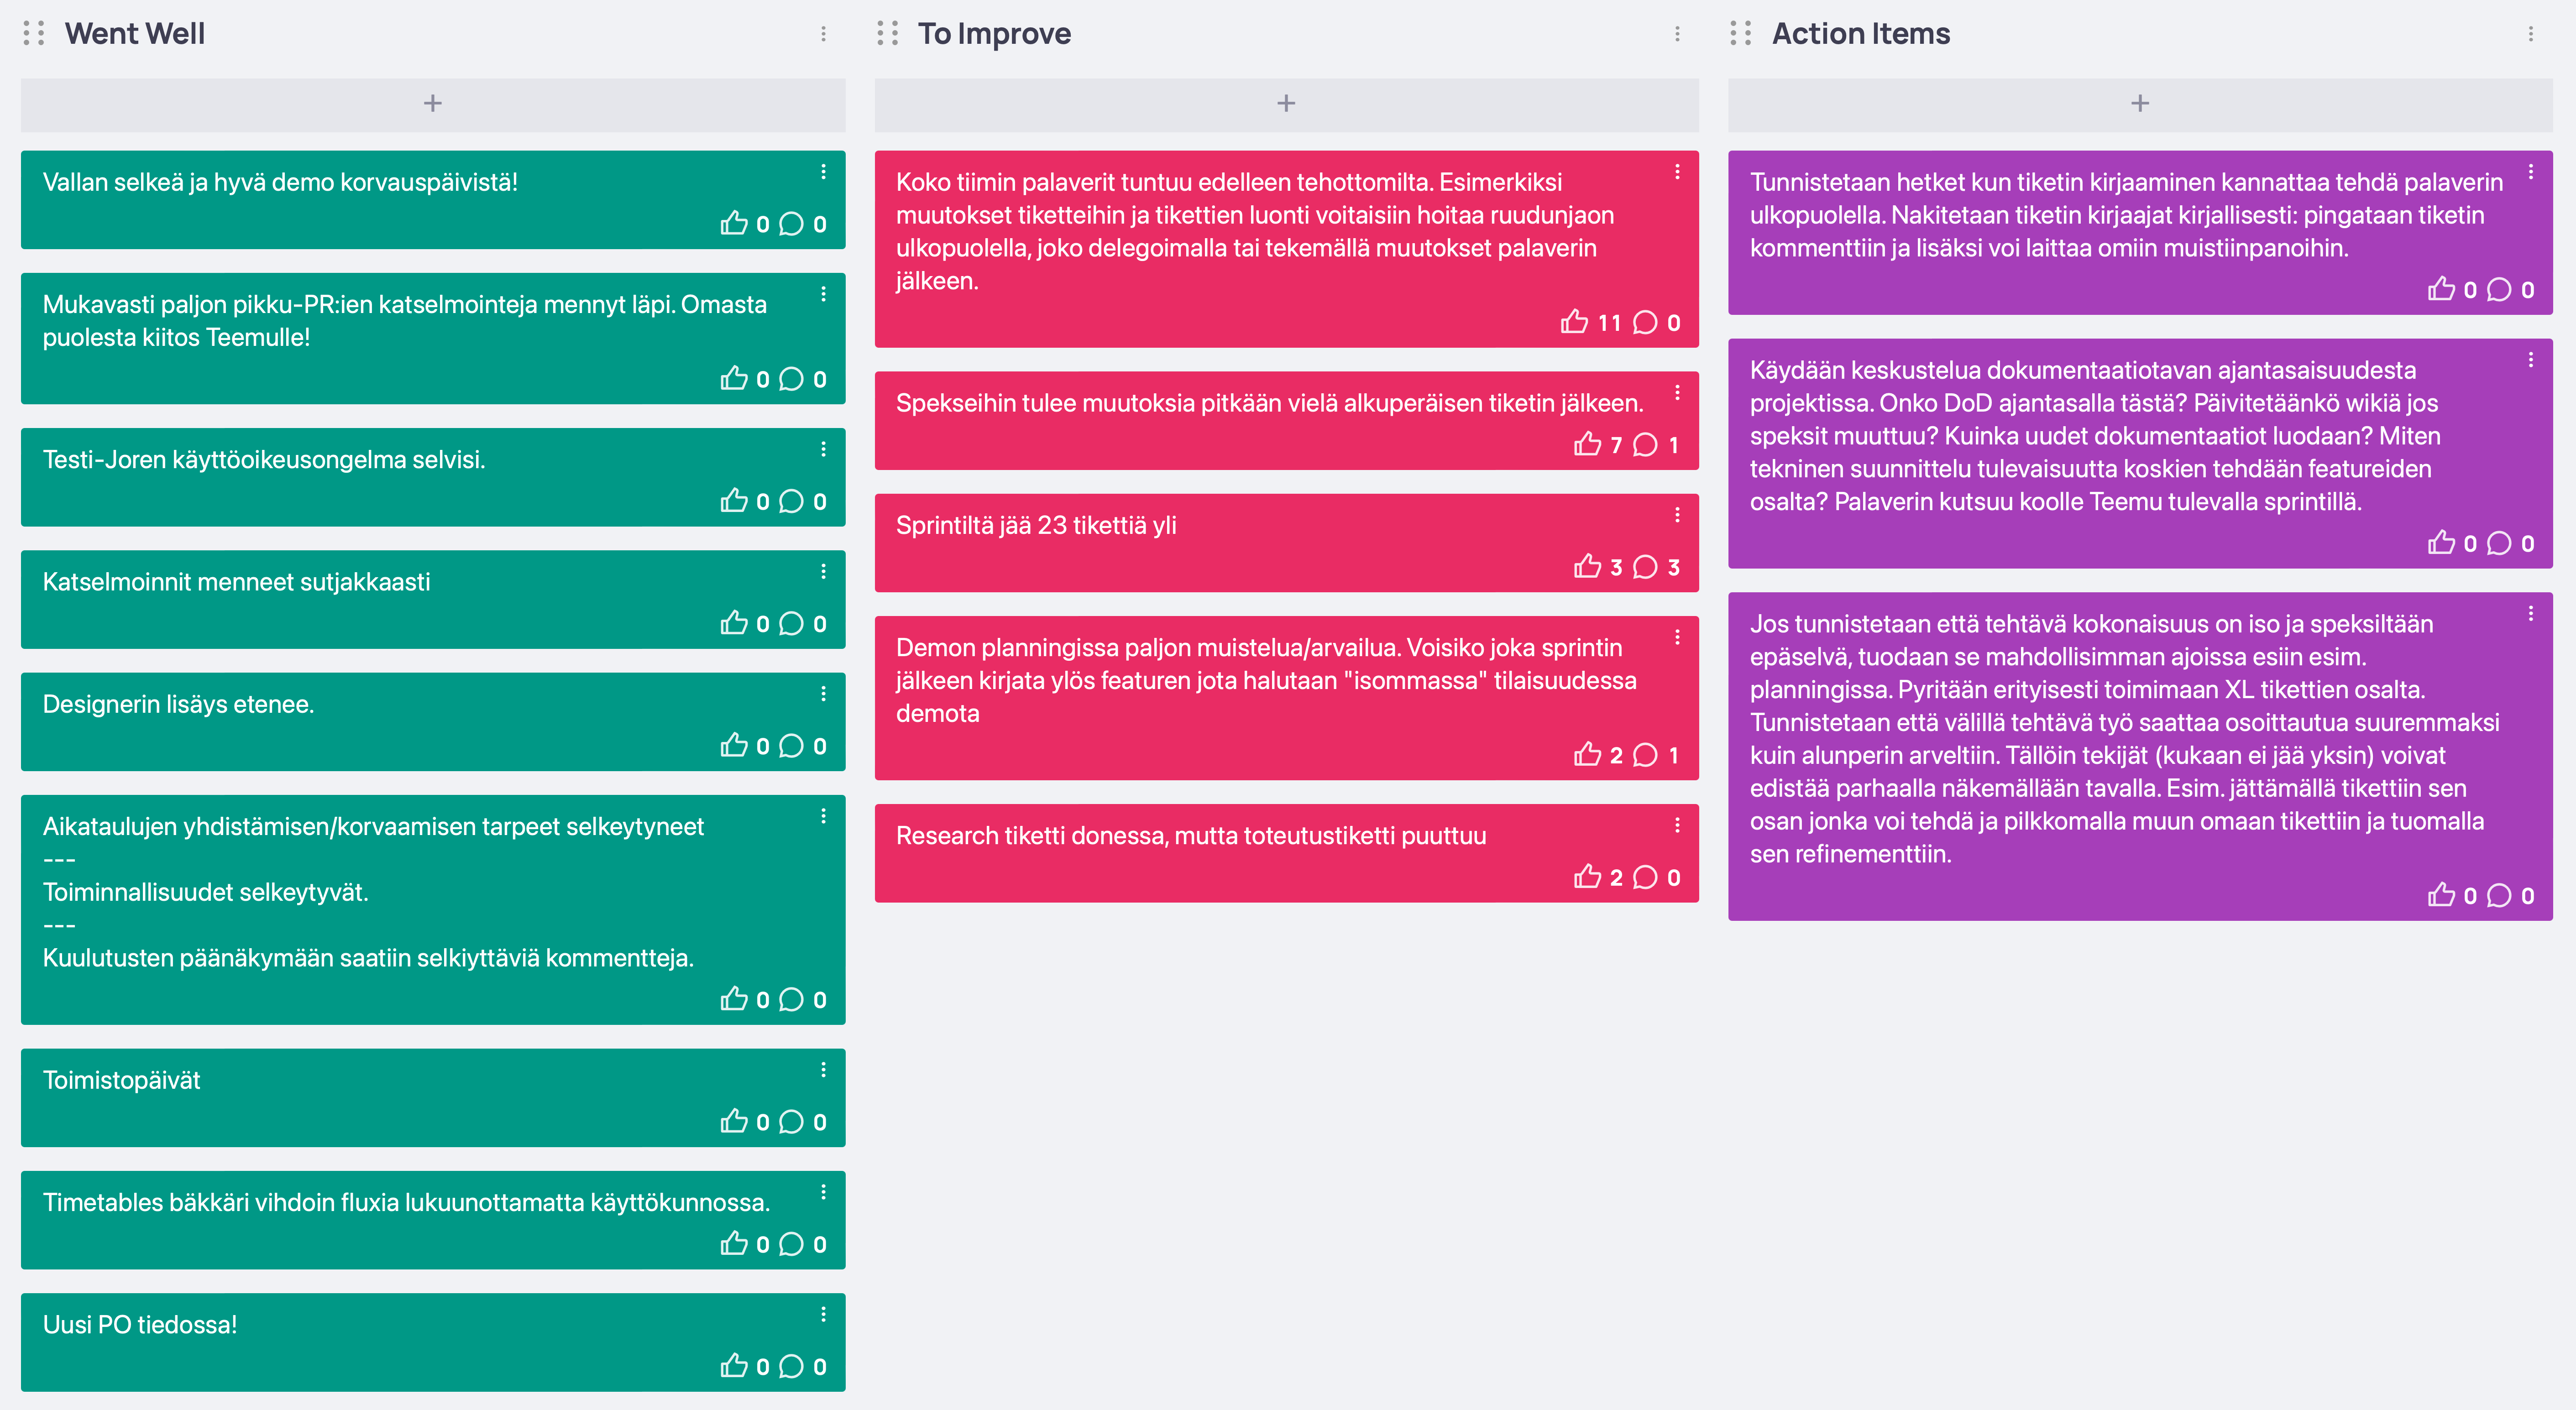 Went Well
Vallan selkeä ja hyvä demo korvauspäivistä!
0 0
Mukavasti paljon pikku-PR:ien katselmointeja mennyt läpi. Omasta
puolesta kiitos Teemulle!
0 0
Testi-Joren käyttöoikeusongelma selvisi.
0 0
Katselmoinnit menneet sutjakkaasti
0 0
Designerin lisäys etenee.
0 0
Aikataulujen yhdistämisen/korvaamisen tarpeet selkeytyneet
---
Toiminnallisuudet selkeytyvät.
---
Kuulutusten päänäkymään saatiin selkiyttäviä kommentteja.
0 0
Toimistopäivät
0 0
Timetables bäkkäri vihdoin fluxia lukuunottamatta käyttökunnossa.
0 0
Uusi PO tiedossa!
0 0
To Improve
Koko tiimin palaverit tuntuu edelleen tehottomilta. Esimerkiksi
muutokset tiketteihin ja tikettien luonti voitaisiin hoitaa ruudunjaon
ulkopuolella, joko delegoimalla tai tekemällä muutokset palaverin
jälkeen.
11 0
Spekseihin tulee muutoksia pitkään vielä alkuperäisen tiketin jälkeen.
7 1
Sprintiltä jää 23 tikettiä yli
3 3
Demon planningissa paljon muistelua/arvailua. Voisiko joka sprintin
jälkeen kirjata ylös featuren jota halutaan "isommassa" tilaisuudessa
demota
2 1
Research tiketti donessa, mutta toteutustiketti puuttuu
2 0
Action Items
Tunnistetaan hetket kun tiketin kirjaaminen kannattaa tehdä palaverin
ulkopuolella. Nakitetaan tiketin kirjaajat kirjallisesti: pingataan tiketin
kommenttiin ja lisäksi voi laittaa omiin muistiinpanoihin.
0 0
Käydään keskustelua dokumentaatiotavan ajantasaisuudesta
projektissa. Onko DoD ajantasalla tästä? Päivitetäänkö wikiä jos
speksit muuttuu? Kuinka uudet dokumentaatiot luodaan? Miten
tekninen suunnittelu tulevaisuutta koskien tehdään featureiden
osalta? Palaverin kutsuu koolle Teemu tulevalla sprintillä.
0 0
Jos tunnistetaan että tehtävä kokonaisuus on iso ja speksiltään
epäselvä, tuodaan se mahdollisimman ajoissa esiin esim.
planningissa. Pyritään erityisesti toimimaan XL tikettien osalta.
Tunnistetaan että välillä tehtävä työ saattaa osoittautua suuremmaksi
kuin alunperin arveltiin. Tällöin tekijät (kukaan ei jää yksin) voivat
edistää parhaalla näkemällään tavalla. Esim. jättämällä tikettiin sen
osan jonka voi tehdä ja pilkkomalla muun omaan tikettiin ja tuomalla
sen refinementtiin.
0 0